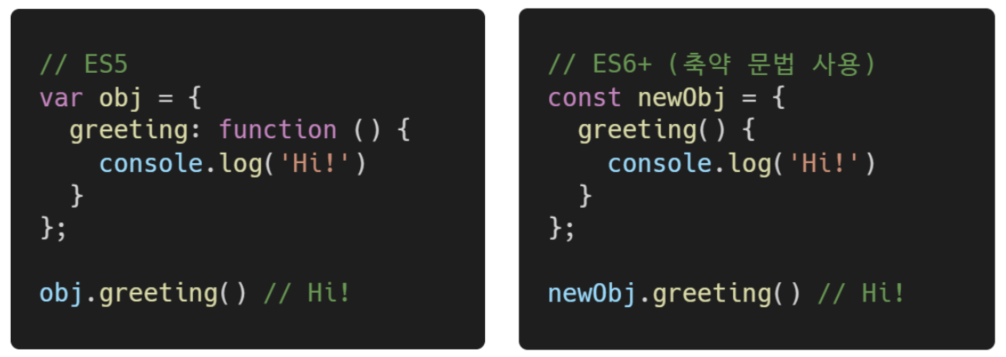 // ES5
var obj = {
  greeting: function () {
    console.log('Hi!')
  }
};

obj.greeting() // Hi!

// ES6+ (축약 문법 사용)
const newObj = {
  greeting() {
    console.log('Hi!')
  }
};

newObj.greeting() // Hi!